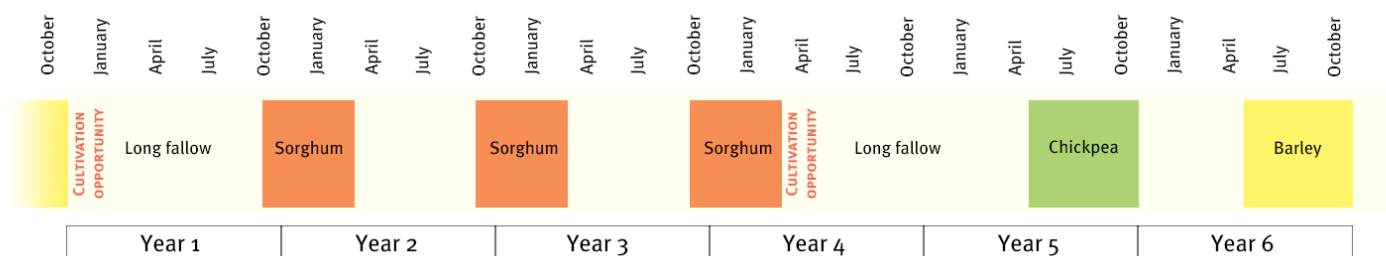 October January April July October January April July October January April July October January April July October January April July October January April July October
CULTIVATION
OPPORTUNITY
Long fallow
Sorghum
Sorghum
Sorghum
CULTIVATION
OPPORTUNITY
Long fallow
Chickpea
Barley
Year 1 Year 2 Year 3 Year 4 Year 5 Year 6